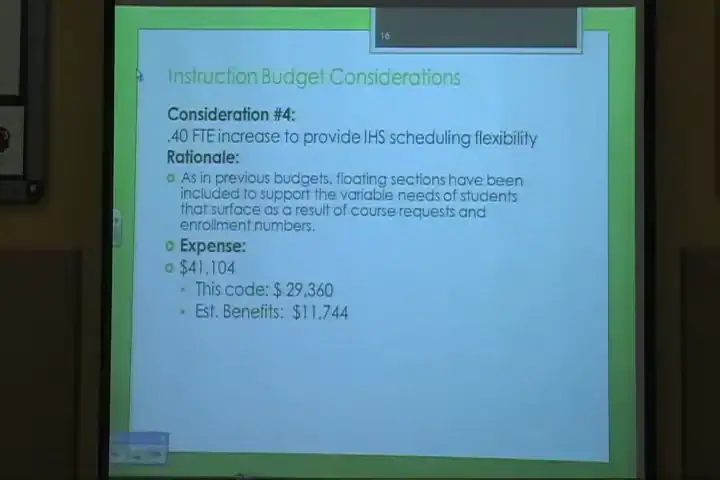 16
Instruction Budget Considerations
Consideration #4:
.40 FTE increase to provide IHS scheduling flexibility
Rationale:
As in previous budgets, floating sections have been
included to support the variable needs of students
that surface as a result of course requests and
enrollment numbers.
Expense:
$41,104
This code: $ 29,360
Est. Benefits: $11,744